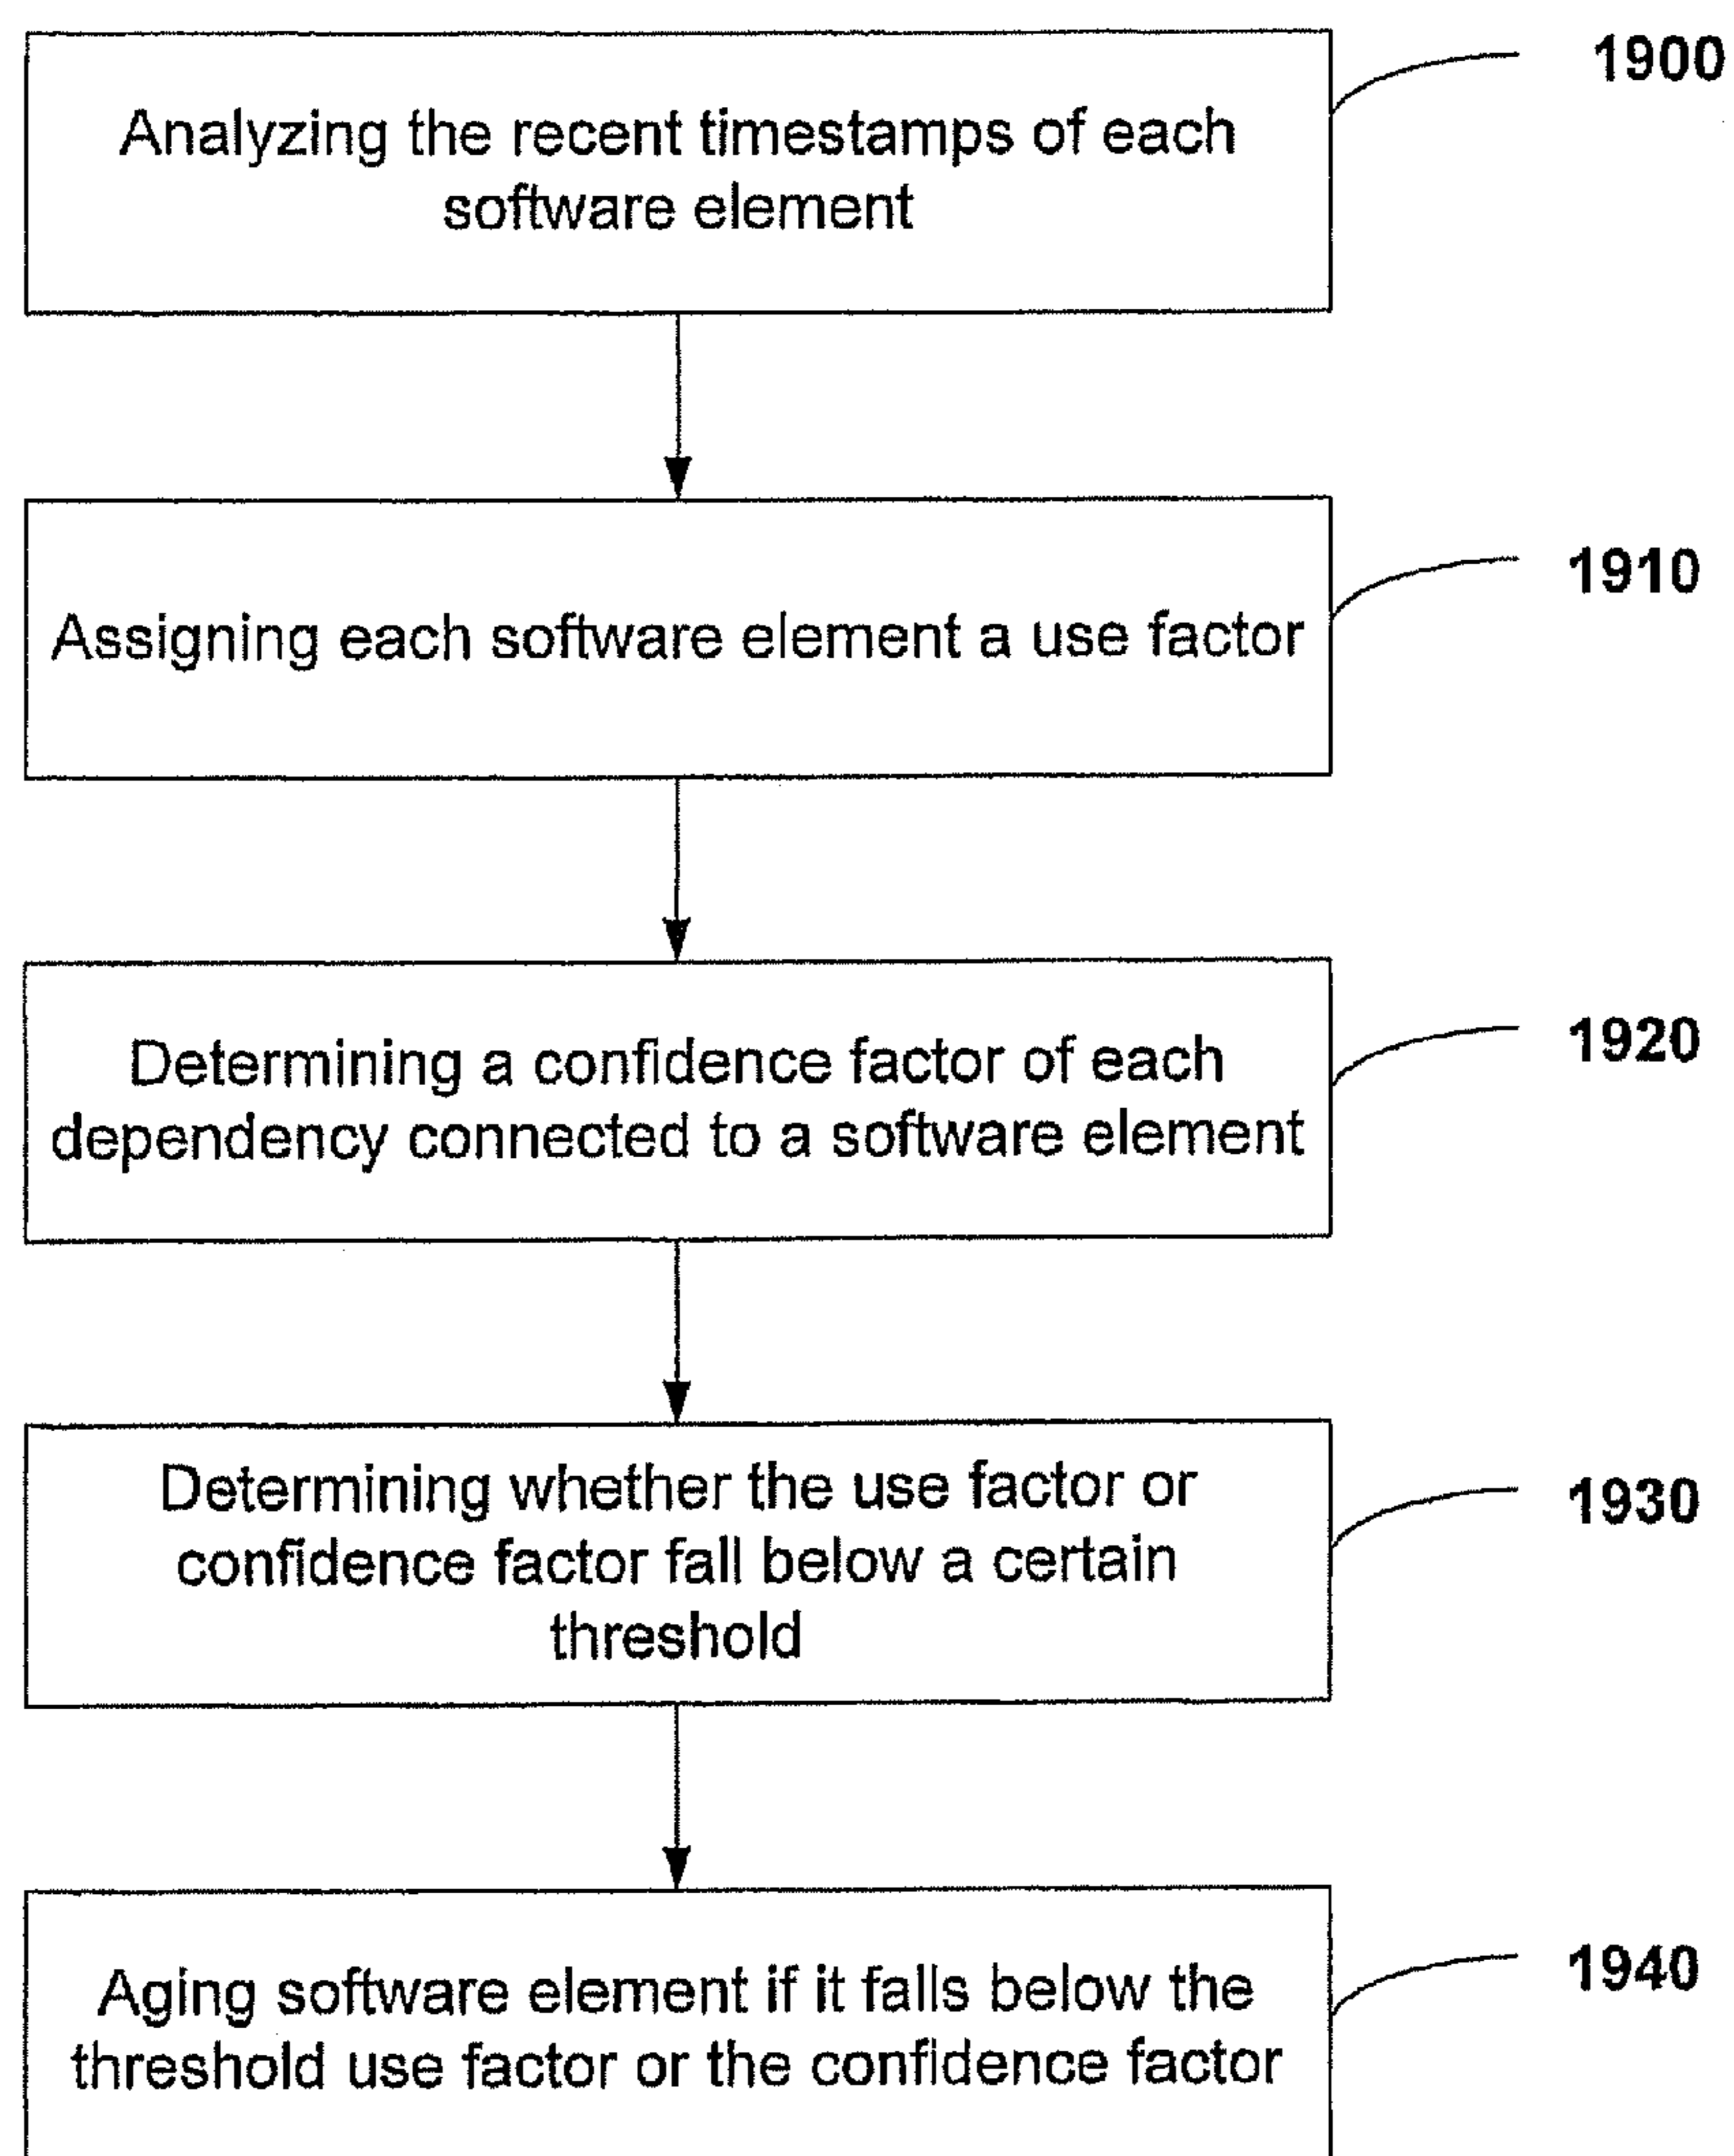 1900
Analyzing the recent timestamps of each
software element
1910
Assigning each software element a use factor
1920
Determining a confidence factor of each
dependency connected to a software element
1930
Determining whether the use factor or
confidence factor fall below a certain
threshold
1940
Aging software element if it falls below the
threshold use factor or the confidence factor